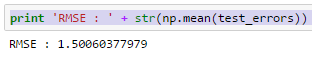 print 'RMSE : ' + str(np.mean(test_errors))
RMSE : 1.50060377979